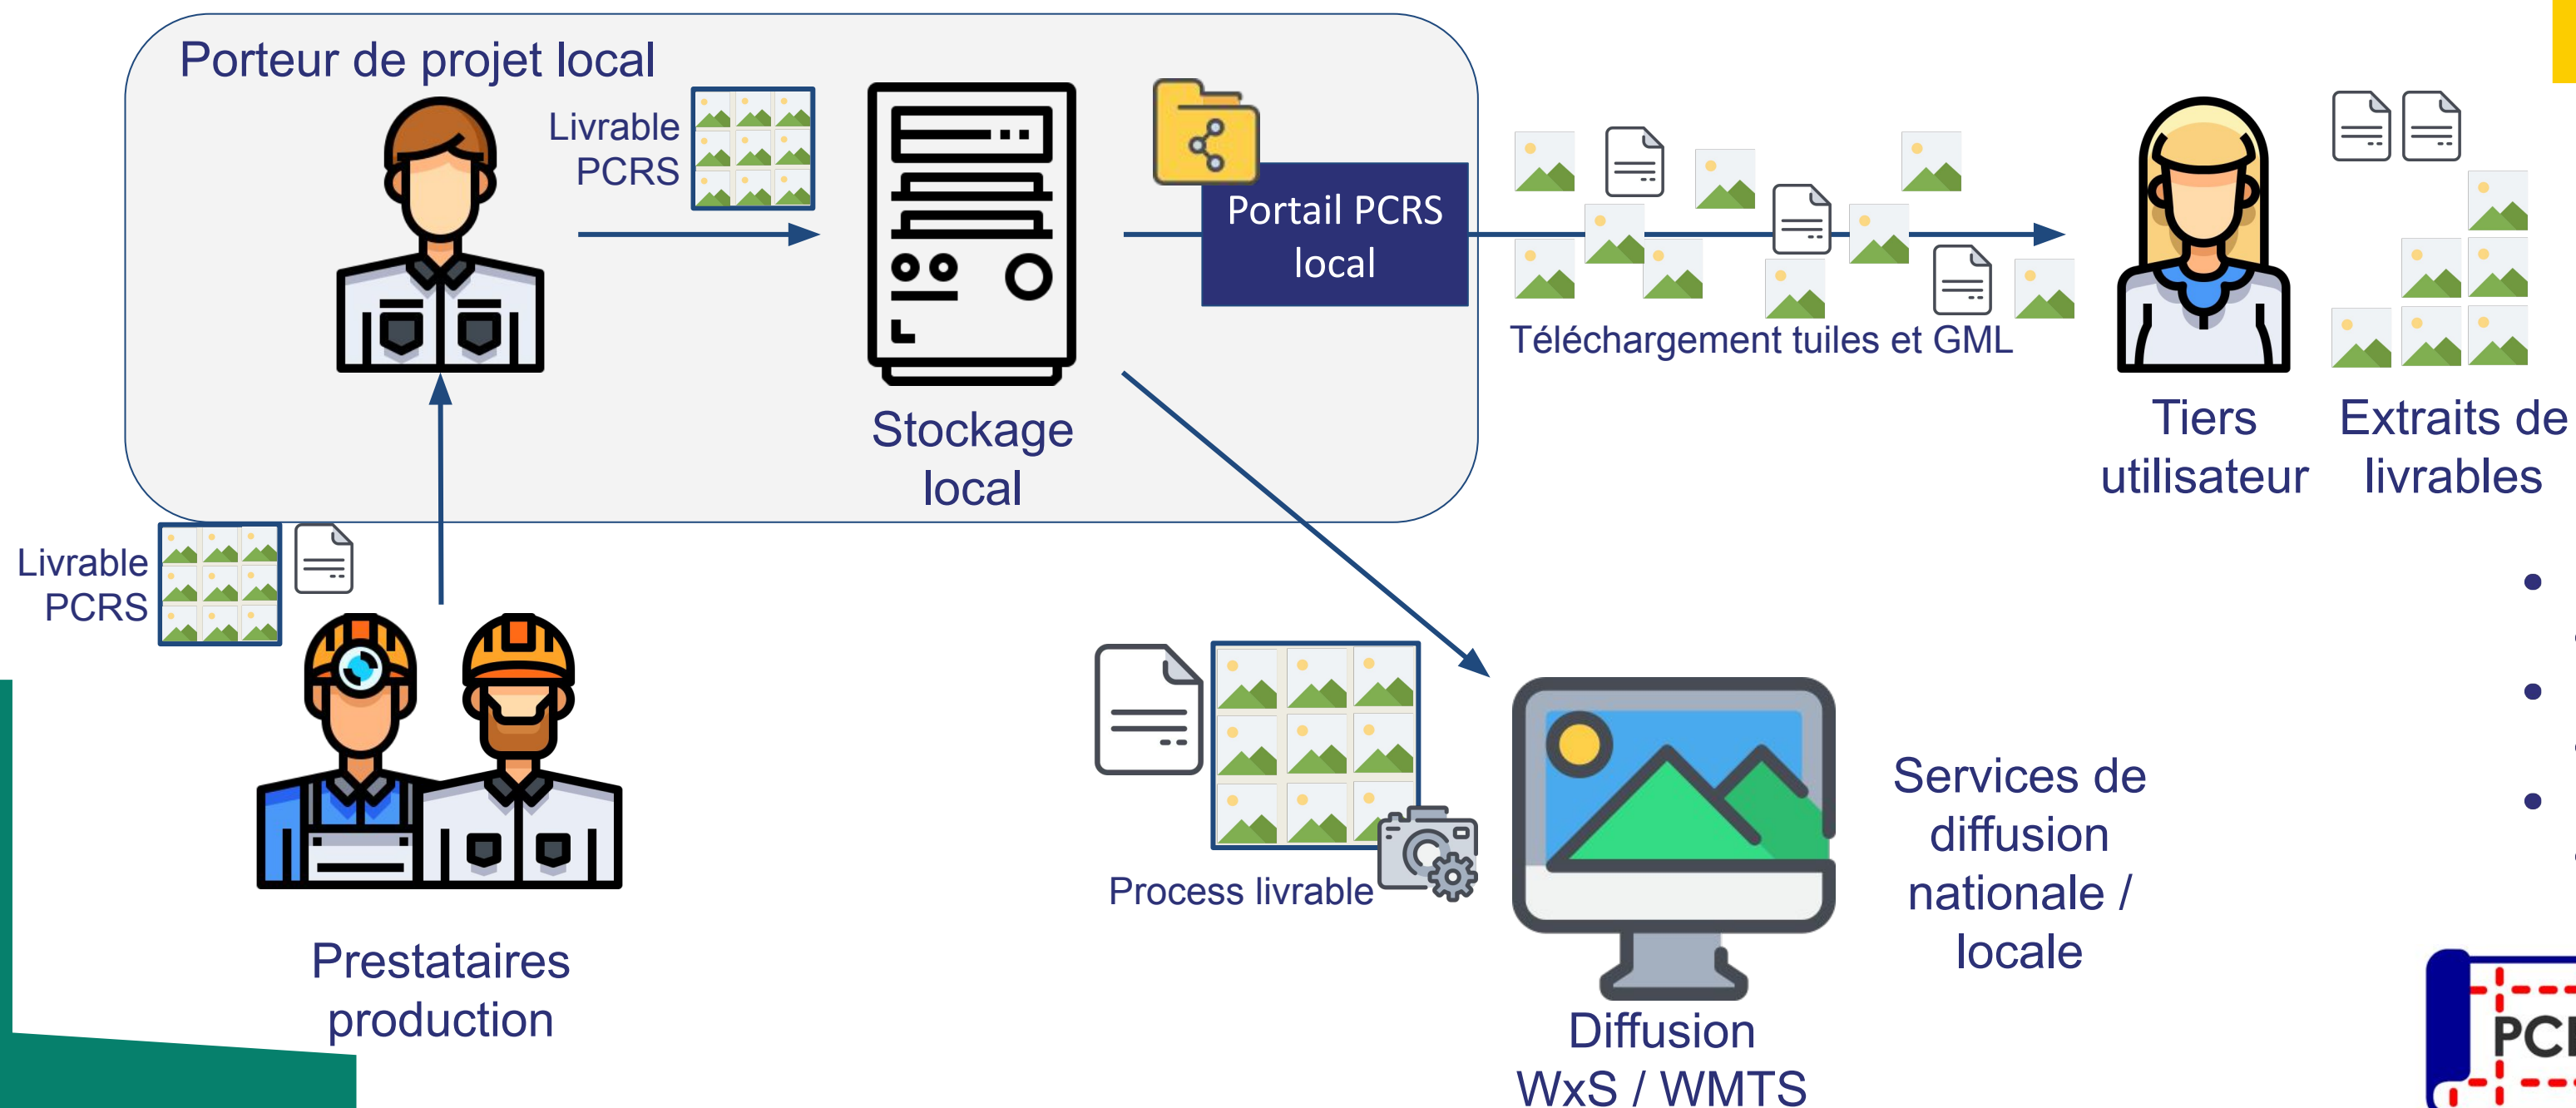 Porteur de projet local
Livrable
PCRS
Portail PCRS
local
Stockage
local
Téléchargement tuiles et GML
Tiers
utilisateur
Extraits de
livrables
Livrable
PCRS
Prestataires
production
Process livrable
Services de
diffusion
nationale /
locale
Diffusion
WxS / WMTS